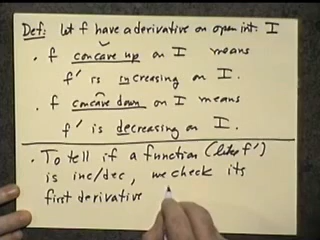 Def: Let f have a derivative on open int. I
· f concave up on I means
f' is increasing on I.
· f concave down on I means
f' is decreasing on I.
· To tell if a function (like f')
is inc/dec, we check its
first derivative